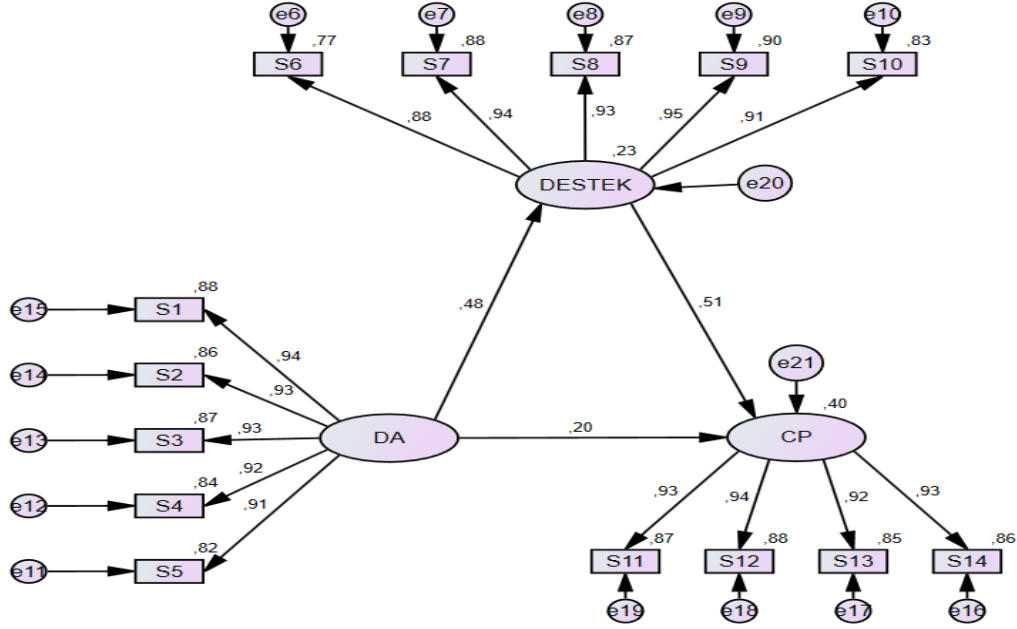 e6 e7 e8 e9 e10
,77 ,88 ,87 ,90 ,83
S6 S7 S8 S9 S10
,88 ,94 ,93 ,95 ,91
,23
DESTEK e20
,48 ,51
,88
e15 S1
,94
,86
e14 S2
,93
,87
e13 S3
,93
DA
,20
e21
,40
CP
,84
e12 S4
,92
,82
e11 S5
,91
,93 ,94 ,92 ,93
,87 ,88 ,85 ,86
S11 S12 S13 S14
e19 e18 e17 e16